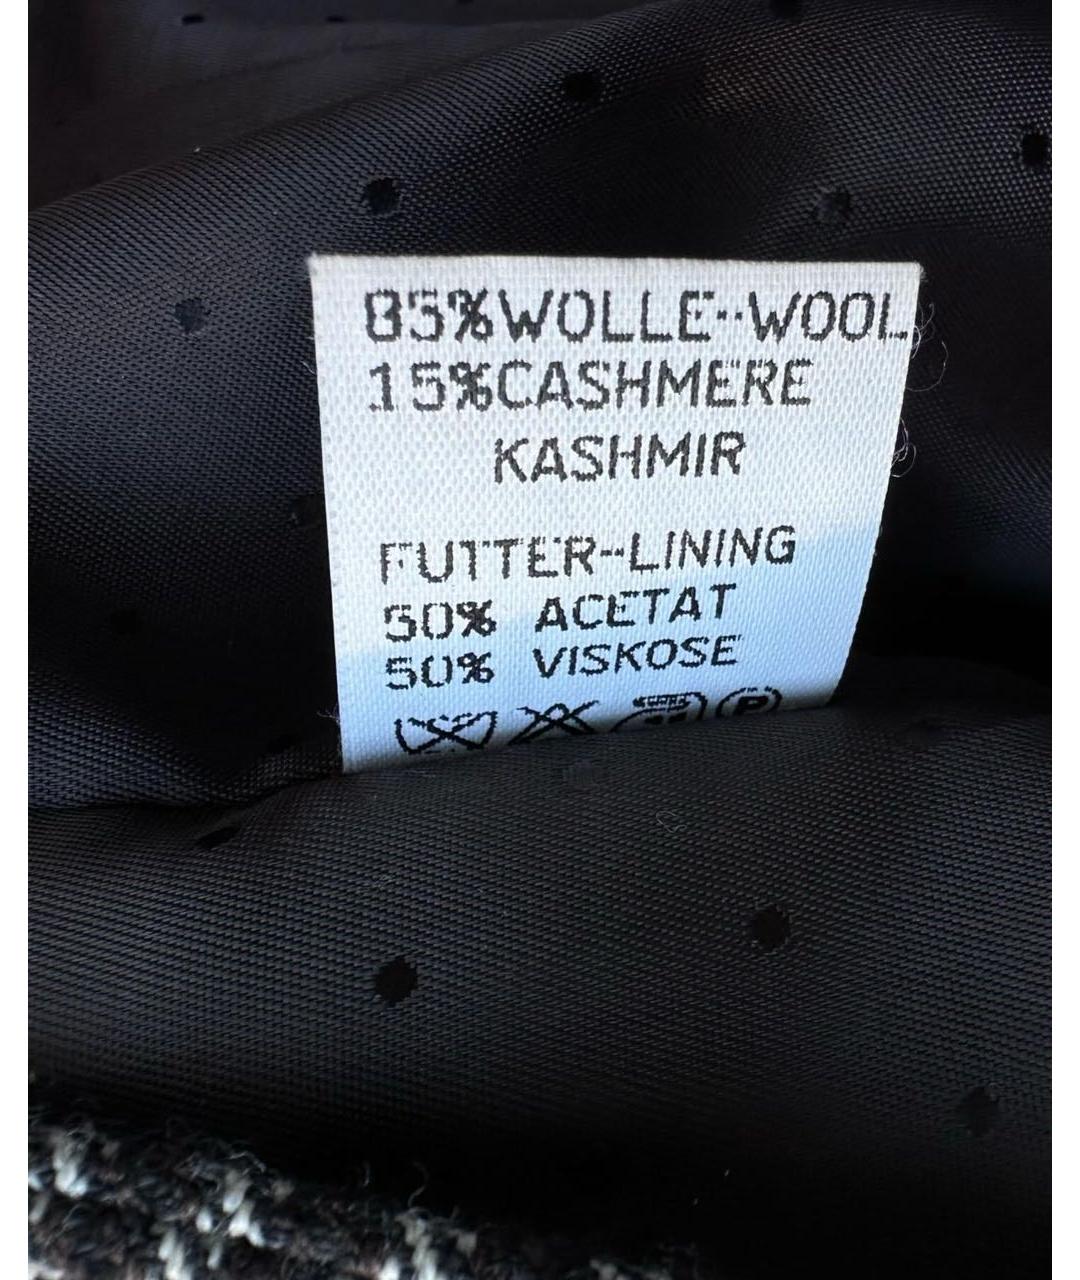 85%WOLLE--WOOL
15%CASHMERE
KASHMIR
FUTTER--LINING
50% ACETAT
50% VISKOSE
P